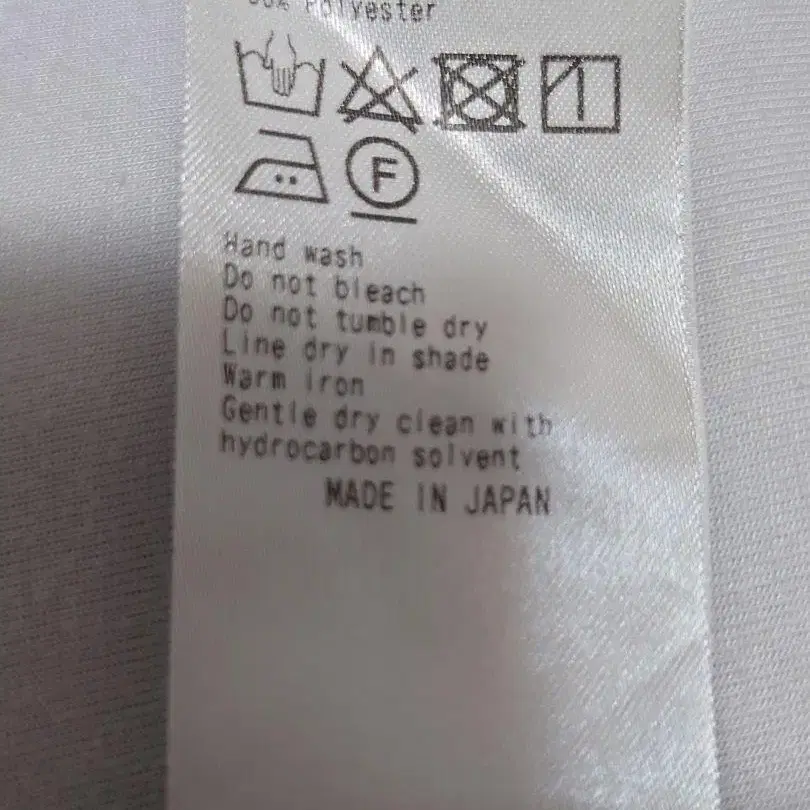 Polyester
F
Hand wash
Do not bleach
Do not tumble dry
Line dry in shade
Warm iron
Gentle dry clean with
hydrocarbon solvent
MADE IN JAPAN